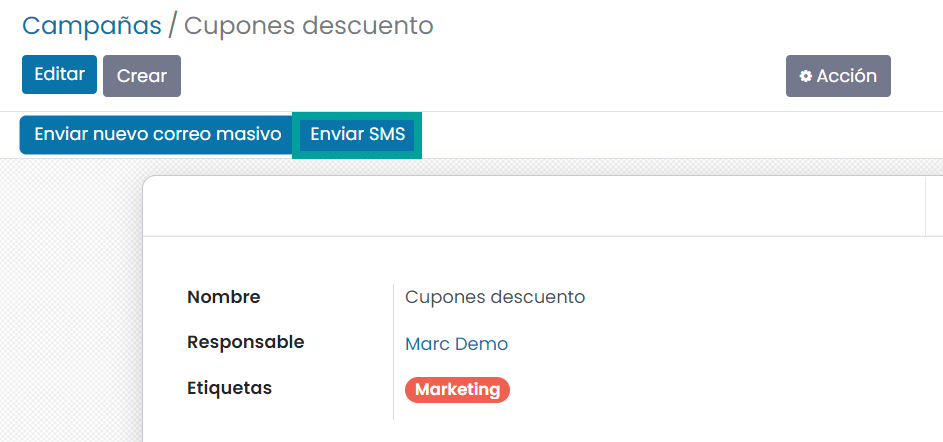 Campañas / Cupones descuento
Editar Crear Acción
Enviar nuevo correo masivo Enviar SMS
Nombre Cupones descuento
Responsable Marc Demo
Etiquetas Marketing